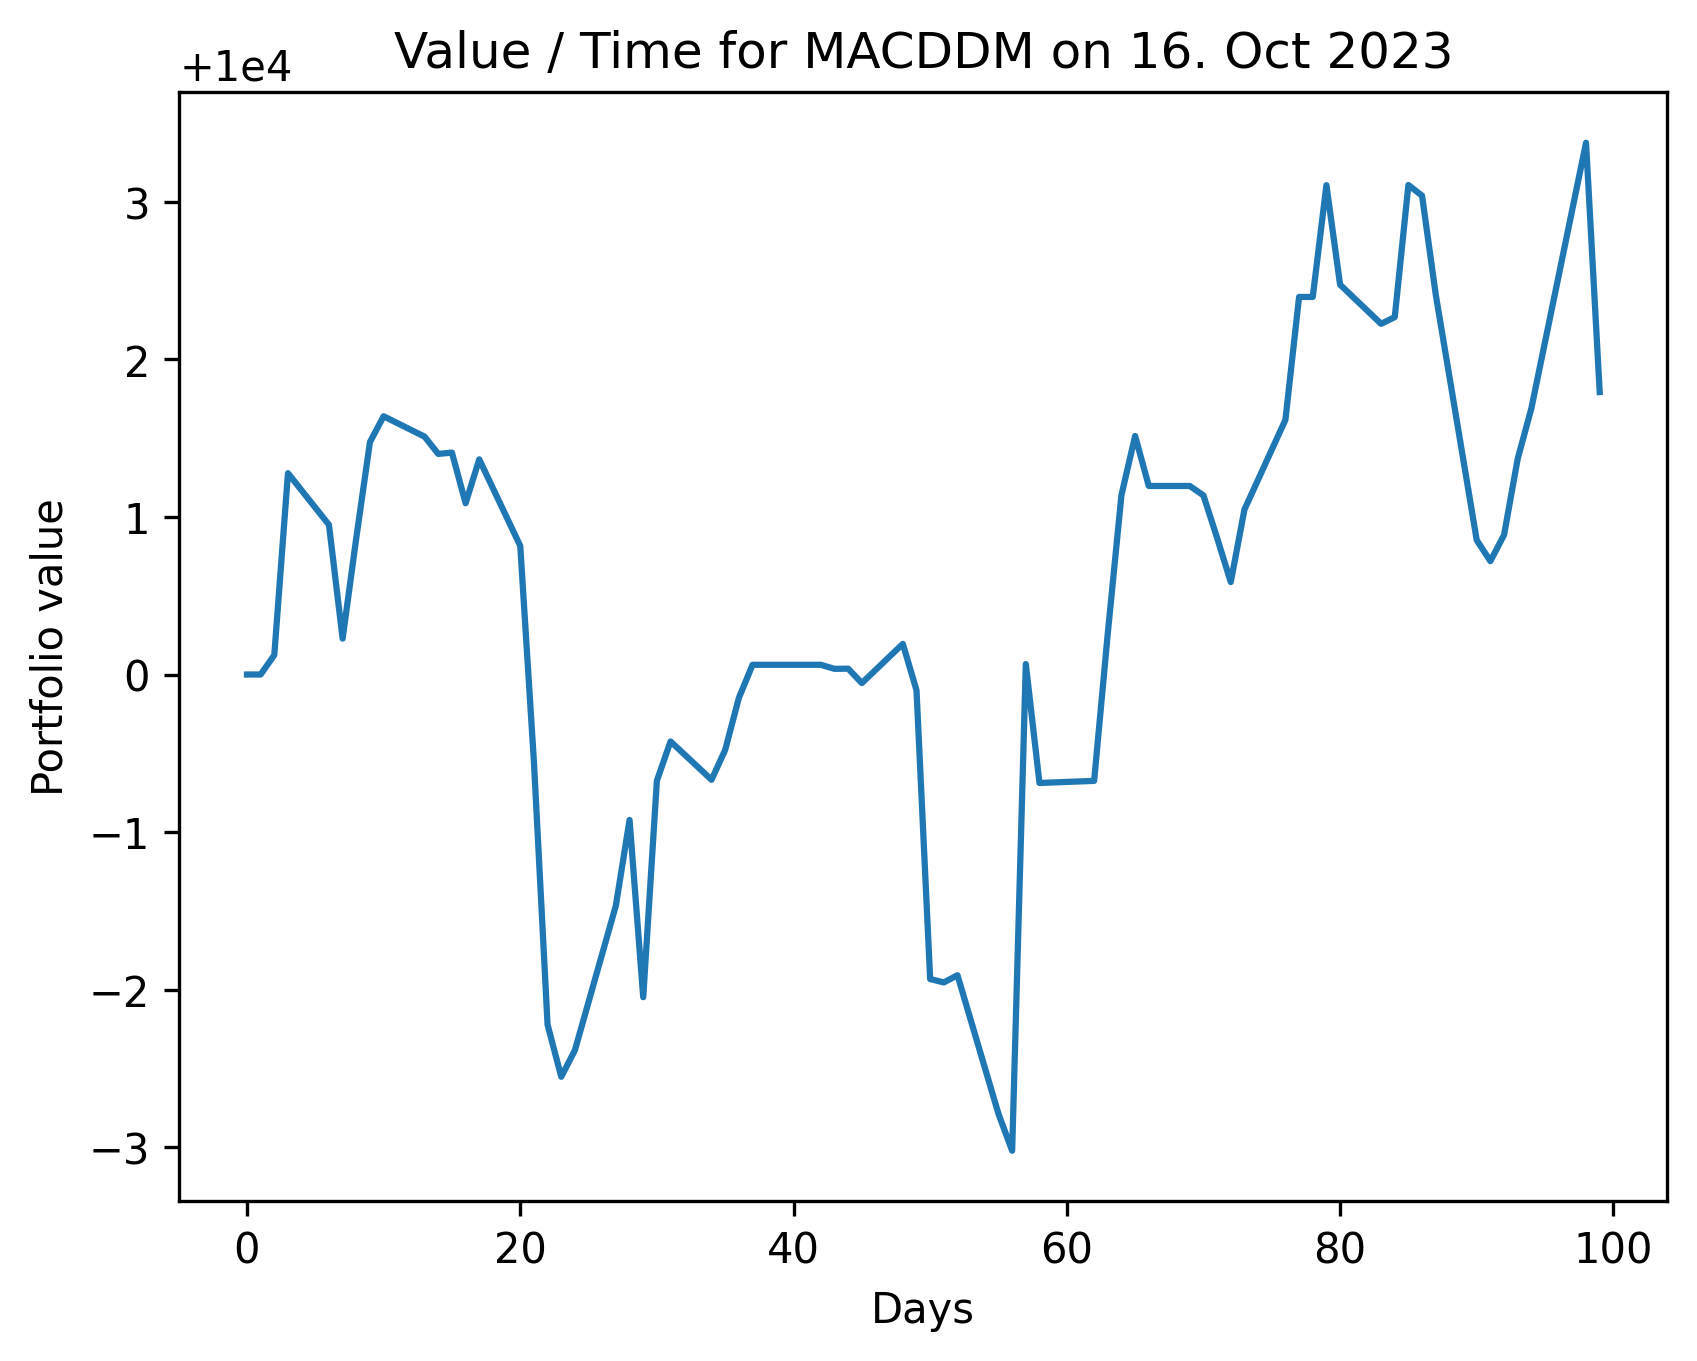 Value / Time for MACDDM on 16. Oct 2023
+1e4
3
2
1
0
−1
−2
−3
Portfolio value
0 20 40 60 80 100
Days